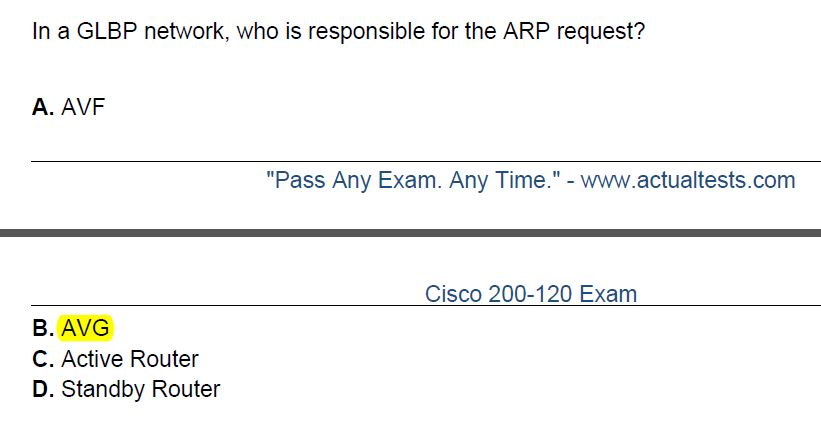 In a GLBP network, who is responsible for the ARP request?
A. AVF
"Pass Any Exam. Any Time." - www.actualtests.com
Cisco 200-120 Exam
B. AVG
C. Active Router
D. Standby Router